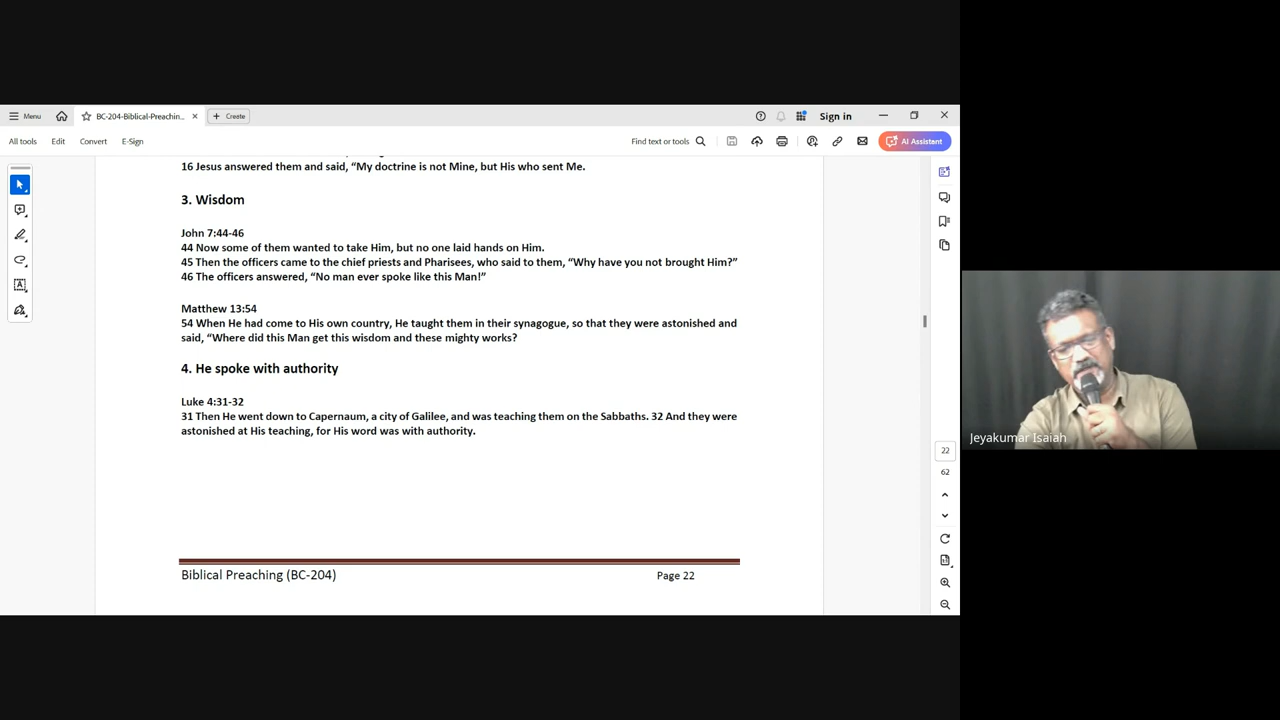 Menu
BC-204-Biblical-Preachin...
Create
Sign in
All tools
Edit
Convert
E-Sign
Find text or tools
AI Assistant
16 Jesus answered them and said, “My doctrine is not Mine, but His who sent Me.
3. Wisdom
John 7:44-46
44 Now some of them wanted to take Him, but no one laid hands on Him.
45 Then the officers came to the chief priests and Pharisees, who said to them, “Why have you not brought Him?”
46 The officers answered, “No man ever spoke like this Man!”
Matthew 13:54
54 When He had come to His own country, He taught them in their synagogue, so that they were astonished and
said, “Where did this Man get this wisdom and these mighty works?
4. He spoke with authority
Luke 4:31-32
31 Then He went down to Capernaum, a city of Galilee, and was teaching them on the Sabbaths. 32 And they were
astonished at His teaching, for His word was with authority.
Biblical Preaching (BC-204)
Page 22
22
62
Jeyakumar Isaiah